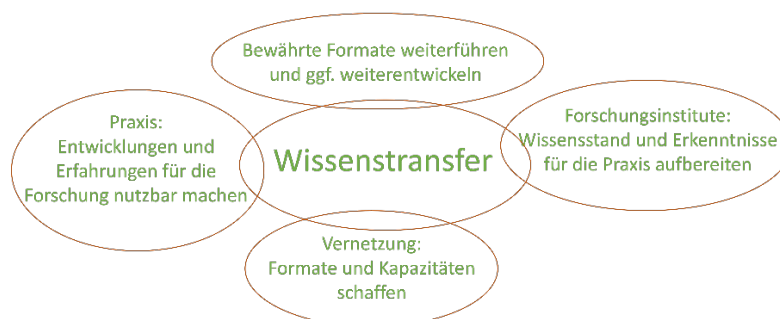 Bewährte Formate weiterführen
und ggf. weiterentwickeln
Praxis:
Entwicklungen und
Erfahrungen für die
Forschung nutzbar machen
Wissenstransfer
Forschungsinstitute:
Wissensstand und Erkenntnisse
für die Praxis aufbereiten
Vernetzung:
Formate und Kapazitäten
schaffen